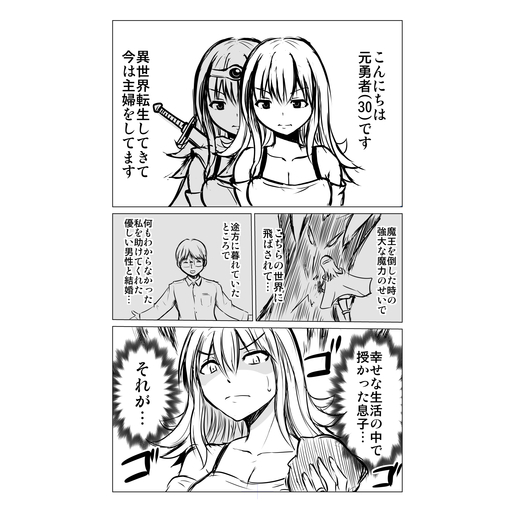 こんにちは
元勇者(30)です
異世界転生してきて
今は主婦をしてます
魔王を倒した時の
強大な魔力のせいで
こちらの世界に
飛ばされて…
途方に暮れていた
ところで
何もわからなかった
私を助けてくれた
優しい男性と結婚…
幸せな生活の中で
授かった息子…
それが…
ゴゴ
ゴゴ